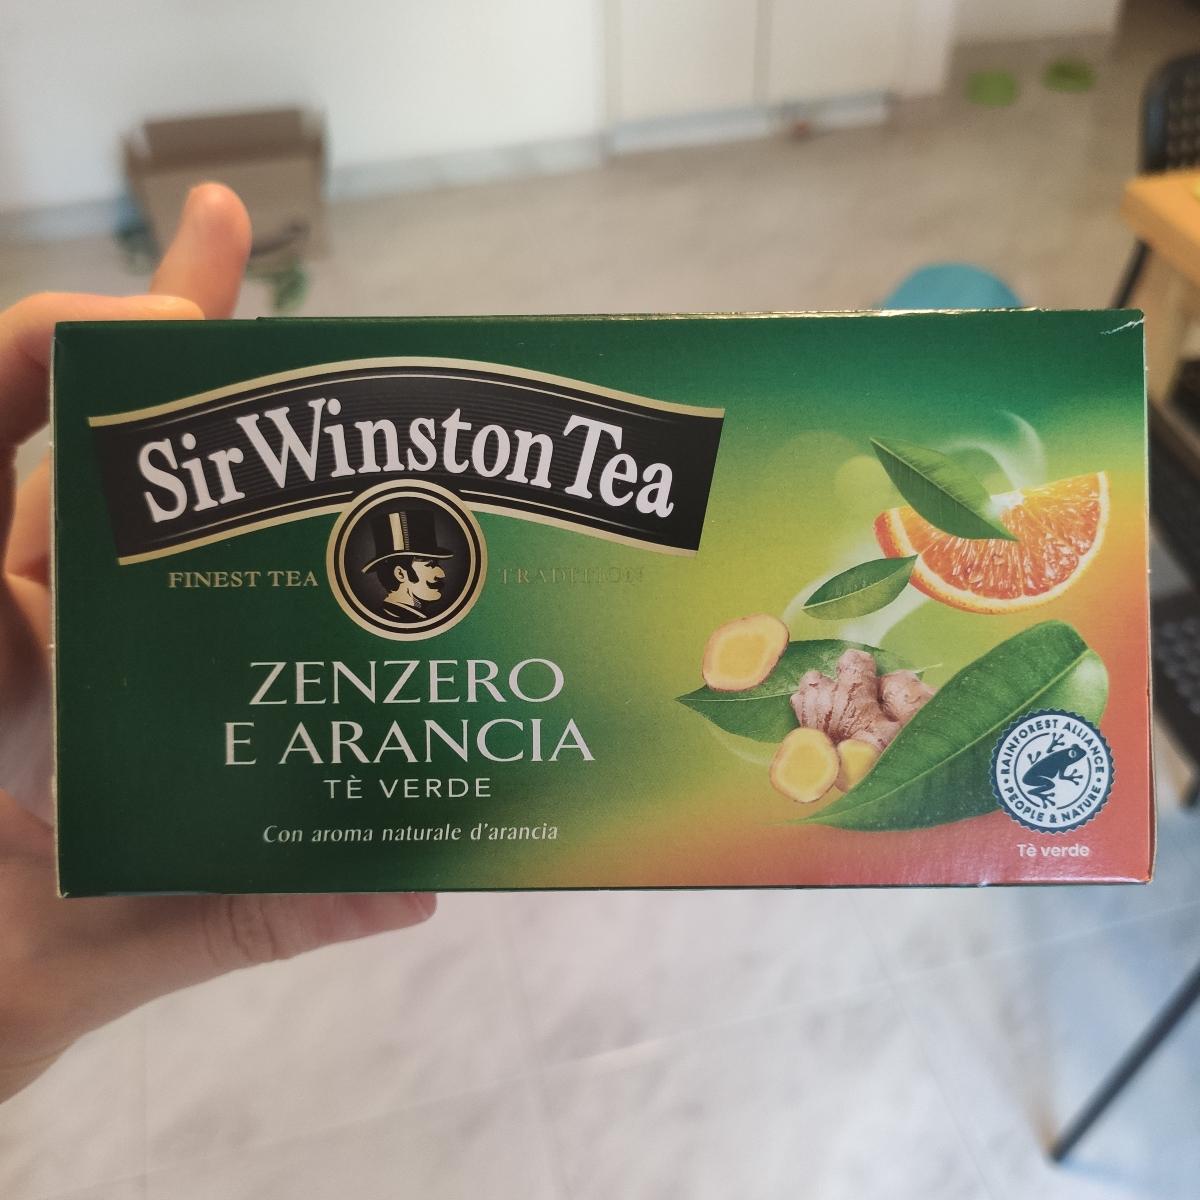 Sir Winston Tea
FINEST TEA TRADITION
ZENZERO
E ARANCIA
TÈ VERDE
Con aroma naturale d'arancia
RAINFOREST ALLIANCE
PEOPLE & NATURE
Tè verde